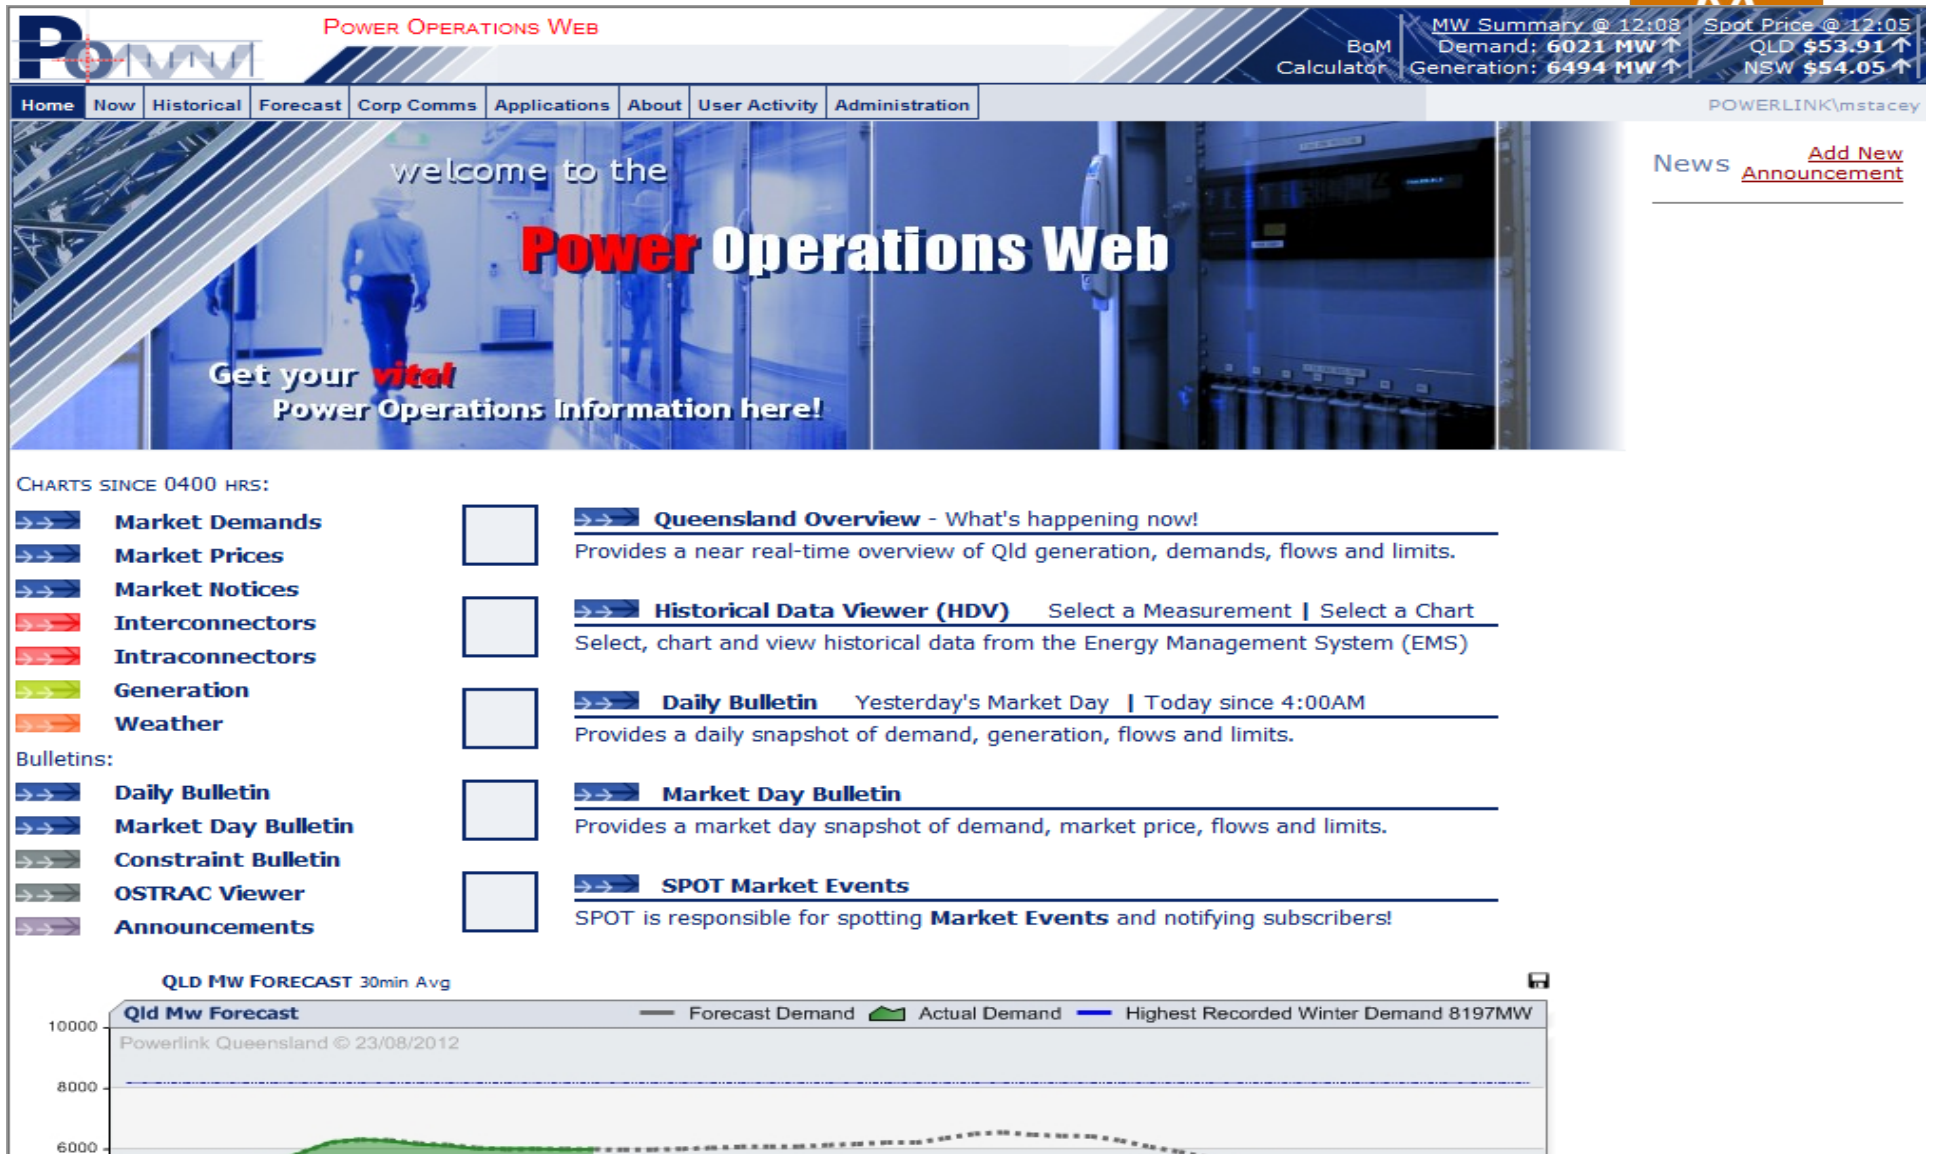 POWER OPERATIONS WEB
MW Summary @ 12:08
Spot Price @ 12:05
BoM
Demand: 6021 MW ↑
QLD $53.91 ↑
Calculator
Generation: 6494 MW ↑
NSW $54.05 ↑
Home Now Historical Forecast Corp Comms Applications About User Activity Administration
POWERLINK\mstacey
welcome to the
Power Operations Web
Get your vital
Power Operations Information here!
News
Add New
Announcement
CHARTS SINCE 0400 HRS:
Market Demands
Market Prices
Market Notices
Interconnectors
Intraconnectors
Generation
Weather
Bulletins:
Daily Bulletin
Market Day Bulletin
Constraint Bulletin
OSTRAC Viewer
Announcements
Queensland Overview - What's happening now!
Provides a near real-time overview of Qld generation, demands, flows and limits.
Historical Data Viewer (HDV) Select a Measurement | Select a Chart
Select, chart and view historical data from the Energy Management System (EMS)
Daily Bulletin Yesterday's Market Day | Today since 4:00AM
Provides a daily snapshot of demand, generation, flows and limits.
Market Day Bulletin
Provides a market day snapshot of demand, market price, flows and limits.
SPOT Market Events
SPOT is responsible for spotting Market Events and notifying subscribers!
QLD MW FORECAST 30min Avg
Qld Mw Forecast
Forecast Demand
Actual Demand
Highest Recorded Winter Demand 8197MW
Powerlink Queensland © 23/08/2012
10000
8000
6000